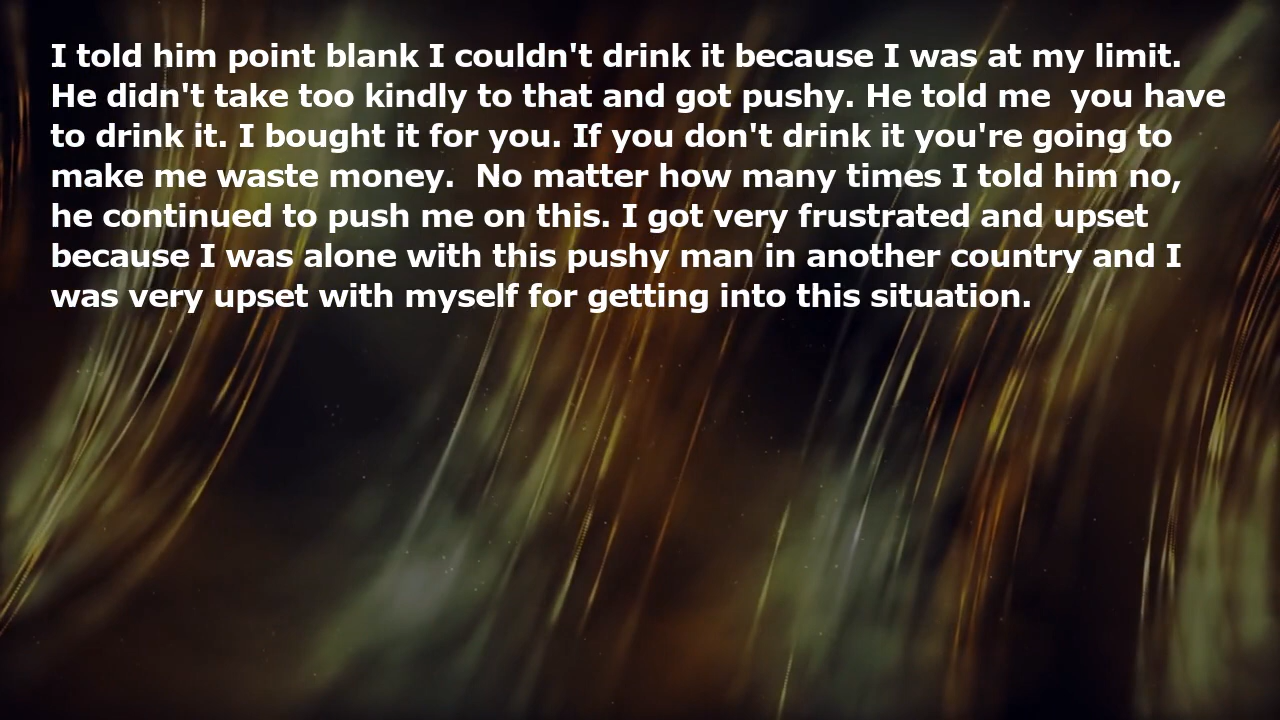 I told him point blank I couldn't drink it because I was at my limit.
He didn't take too kindly to that and got pushy. He told me  you have
to drink it. I bought it for you. If you don't drink it you're going to
make me waste money.  No matter how many times I told him no,
he continued to push me on this. I got very frustrated and upset
because I was alone with this pushy man in another country and I
was very upset with myself for getting into this situation.